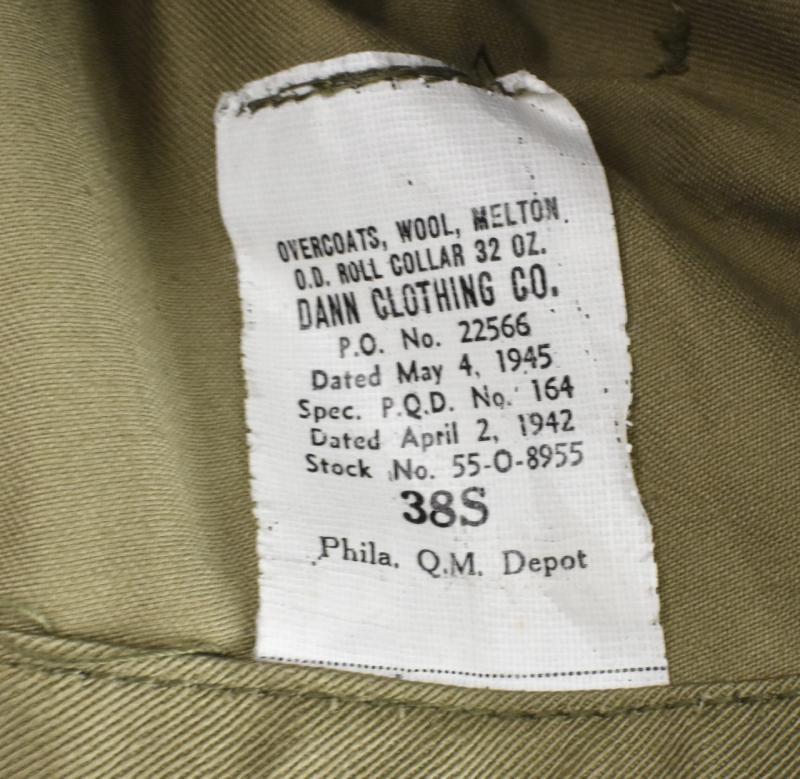 OVERCOATS, WOOL, MELTON.
O.D. ROLL COLLAR 32 OZ.
DANN CLOTHING CO.
P.O. No. 22566
Dated May 4, 1945
Spec. P.Q.D. No. 164
Dated April 2, 1942
Stock No. 55-O-8955
38S
Phila. Q.M. Depot